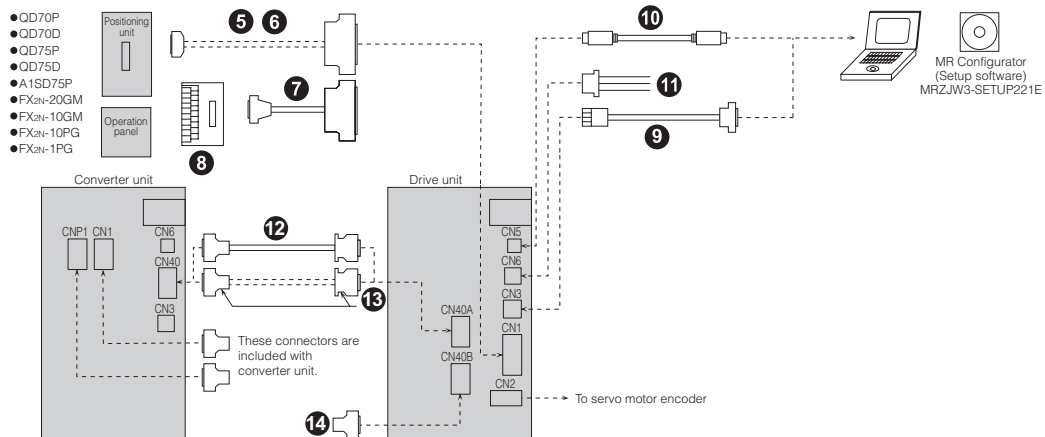 ●QD70P
●QD70D
●QD75P
●QD75D
●A1SD75P
●FX2N-20GM
●FX2N-10GM
●FX2N-10PG
●FX2N-1PG
Positioning
unit
Operation
panel
5 6
7
8
10
11
9
MR Configurator
(Setup software)
MRZJW3-SETUP221E
Converter unit
CNP1 CN1
CN6
CN40
CN3
12
13
These connectors are
included with
converter unit.
14
Drive unit
CN5
CN6
CN3
CN1
CN40A
CN40B
CN2
To servo motor encoder